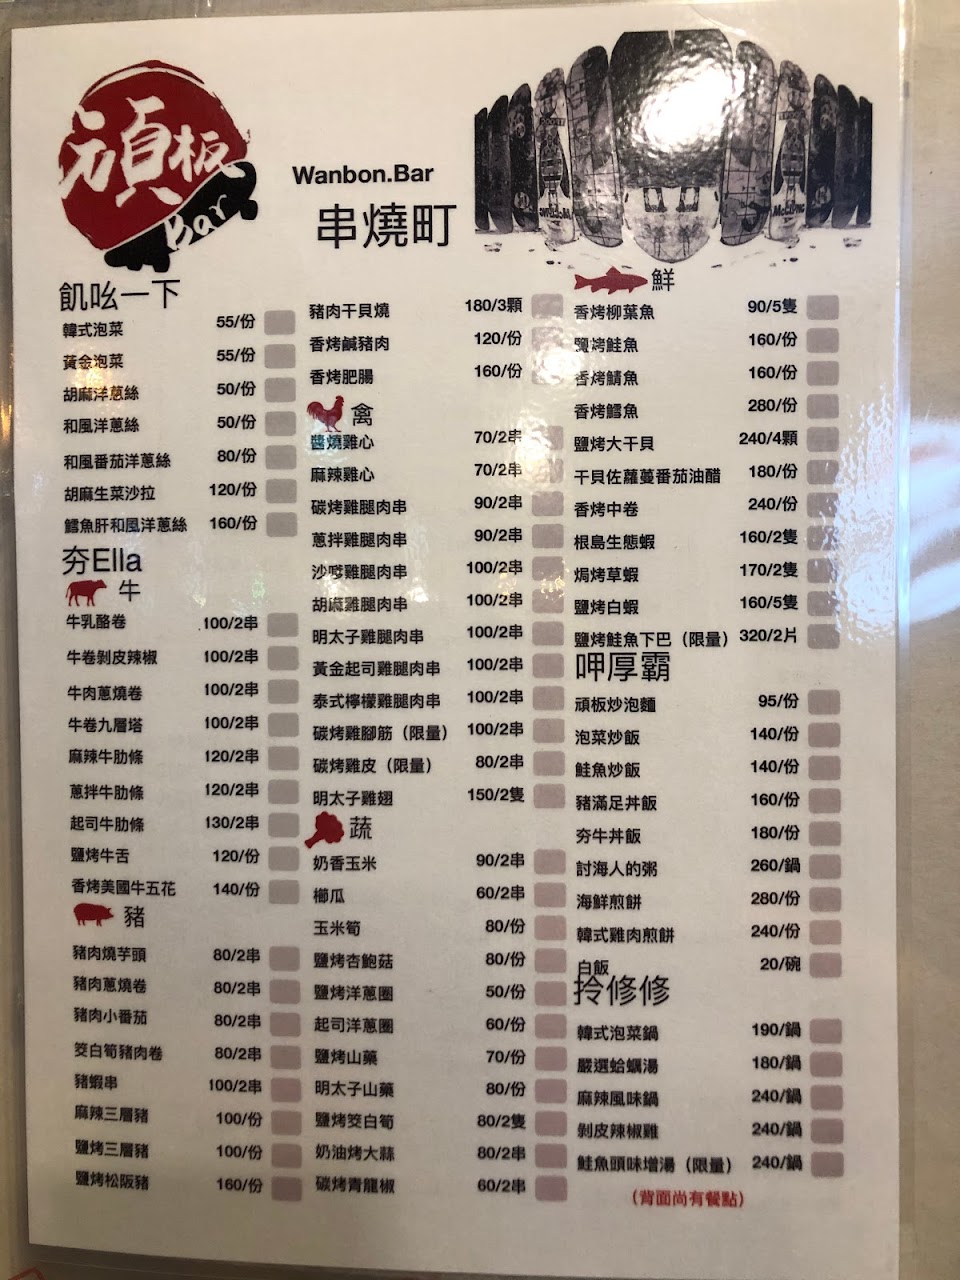 頑板
Bar
Wanbon.Bar
串燒町
飢吆一下
韓式泡菜 55/份
黃金泡菜 55/份
胡麻洋蔥絲 50/份
和風洋蔥絲 50/份
和風番茄洋蔥絲 80/份
胡麻生菜沙拉 120/份
鱈魚肝和風洋蔥絲 160/份
夯Ella
牛
牛乳酪卷 100/2串
牛卷剝皮辣椒 100/2串
牛肉蔥燒卷 100/2串
牛卷九層塔 100/2串
麻辣牛肋條 120/2串
蔥拌牛肋條 120/2串
起司牛肋條 130/2串
鹽烤牛舌 120/份
香烤美國牛五花 140/份
豬
豬肉燒芋頭 80/2串
豬肉蔥燒卷 80/2串
豬肉小番茄 80/2串
筊白筍豬肉卷 80/2串
豬蝦串 100/2串
麻辣三層豬 100/份
鹽烤三層豬 100/份
鹽烤松阪豬 160/份
豬肉干貝燒 180/3顆
香烤鹹豬肉 120/份
香烤肥腸 160/份
禽
醬燒雞心 70/2串
麻辣雞心 70/2串
碳烤雞腿肉串 90/2串
蔥拌雞腿肉串 90/2串
沙嗲雞腿肉串 100/2串
胡麻雞腿肉串 100/2串
明太子雞腿肉串 100/2串
黃金起司雞腿肉串 100/2串
泰式檸檬雞腿肉串 100/2串
碳烤雞腳筋（限量） 100/2串
碳烤雞皮（限量） 80/2串
明太子雞翅 150/2隻
蔬
奶香玉米 90/2串
櫛瓜 60/2串
玉米筍 80/份
鹽烤杏鮑菇 80/份
鹽烤洋蔥圈 50/份
起司洋蔥圈 60/份
鹽烤山藥 70/份
明太子山藥 80/份
鹽烤筊白筍 80/2隻
奶油烤大蒜 80/2串
碳烤青龍椒 60/2串
鮮
香烤柳葉魚 90/5隻
鹽烤鮭魚 160/份
香烤鯖魚 160/份
香烤鱈魚 280/份
鹽烤大干貝 240/4顆
干貝佐蘿蔓番茄油醋 180/份
香烤中卷 240/份
根島生態蝦 160/2隻
焗烤草蝦 170/2隻
鹽烤白蝦 160/5隻
鹽烤鮭魚下巴（限量） 320/2片
呷厚霸
頑板炒泡麵 95/份
泡菜炒飯 140/份
鮭魚炒飯 140/份
豬滿足丼飯 160/份
夯牛丼飯 180/份
討海人的粥 260/鍋
海鮮煎餅 280/份
韓式雞肉煎餅 240/份
白飯 20/碗
拎修修
韓式泡菜鍋 190/鍋
嚴選蛤蠣湯 180/鍋
麻辣風味鍋 240/鍋
剝皮辣椒雞 240/鍋
鮭魚頭味增湯（限量） 240/鍋
（背面尚有餐點）